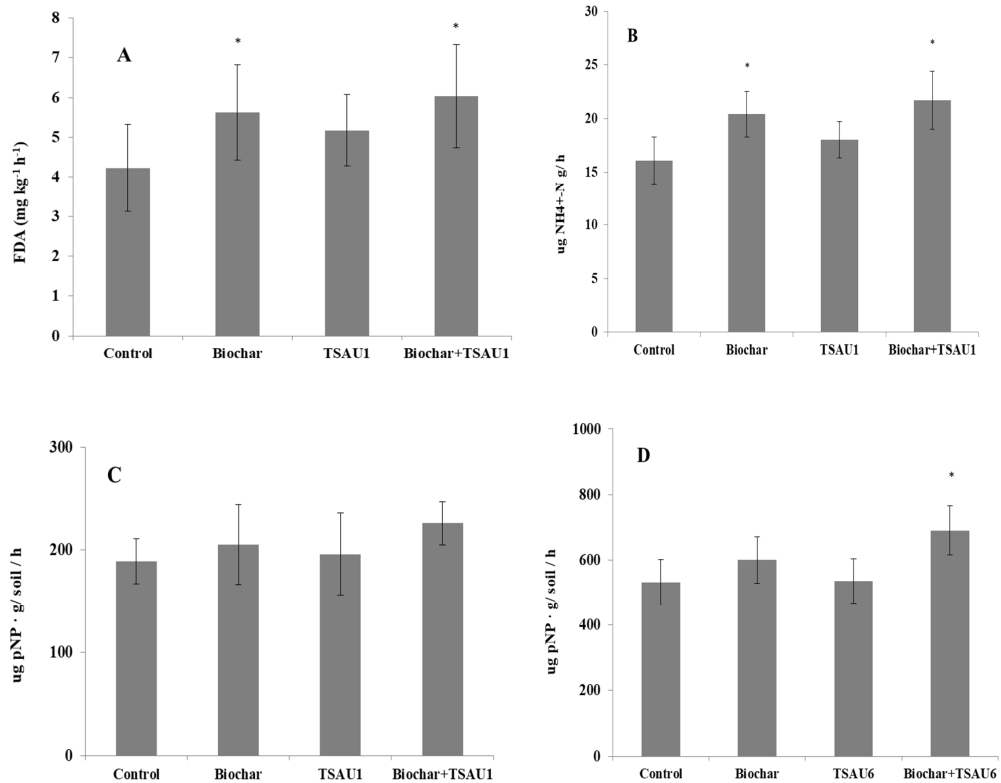 A
8
7
6
5
4
3
2
1
0
FDA (mg kg⁻¹ h⁻¹)
*
*
Control Biochar TSAU1 Biochar+TSAU1
B
30
25
20
15
10
5
0
ug NH4+-N g/ h
*
*
Control Biochar TSAU1 Biochar+TSAU1
C
300
200
100
0
ug pNP · g/ soil / h
Control Biochar TSAU1 Biochar+TSAU1
D
1000
800
600
400
200
0
ug pNP · g/ soil / h
*
Control Biochar TSAU6 Biochar+TSAU6